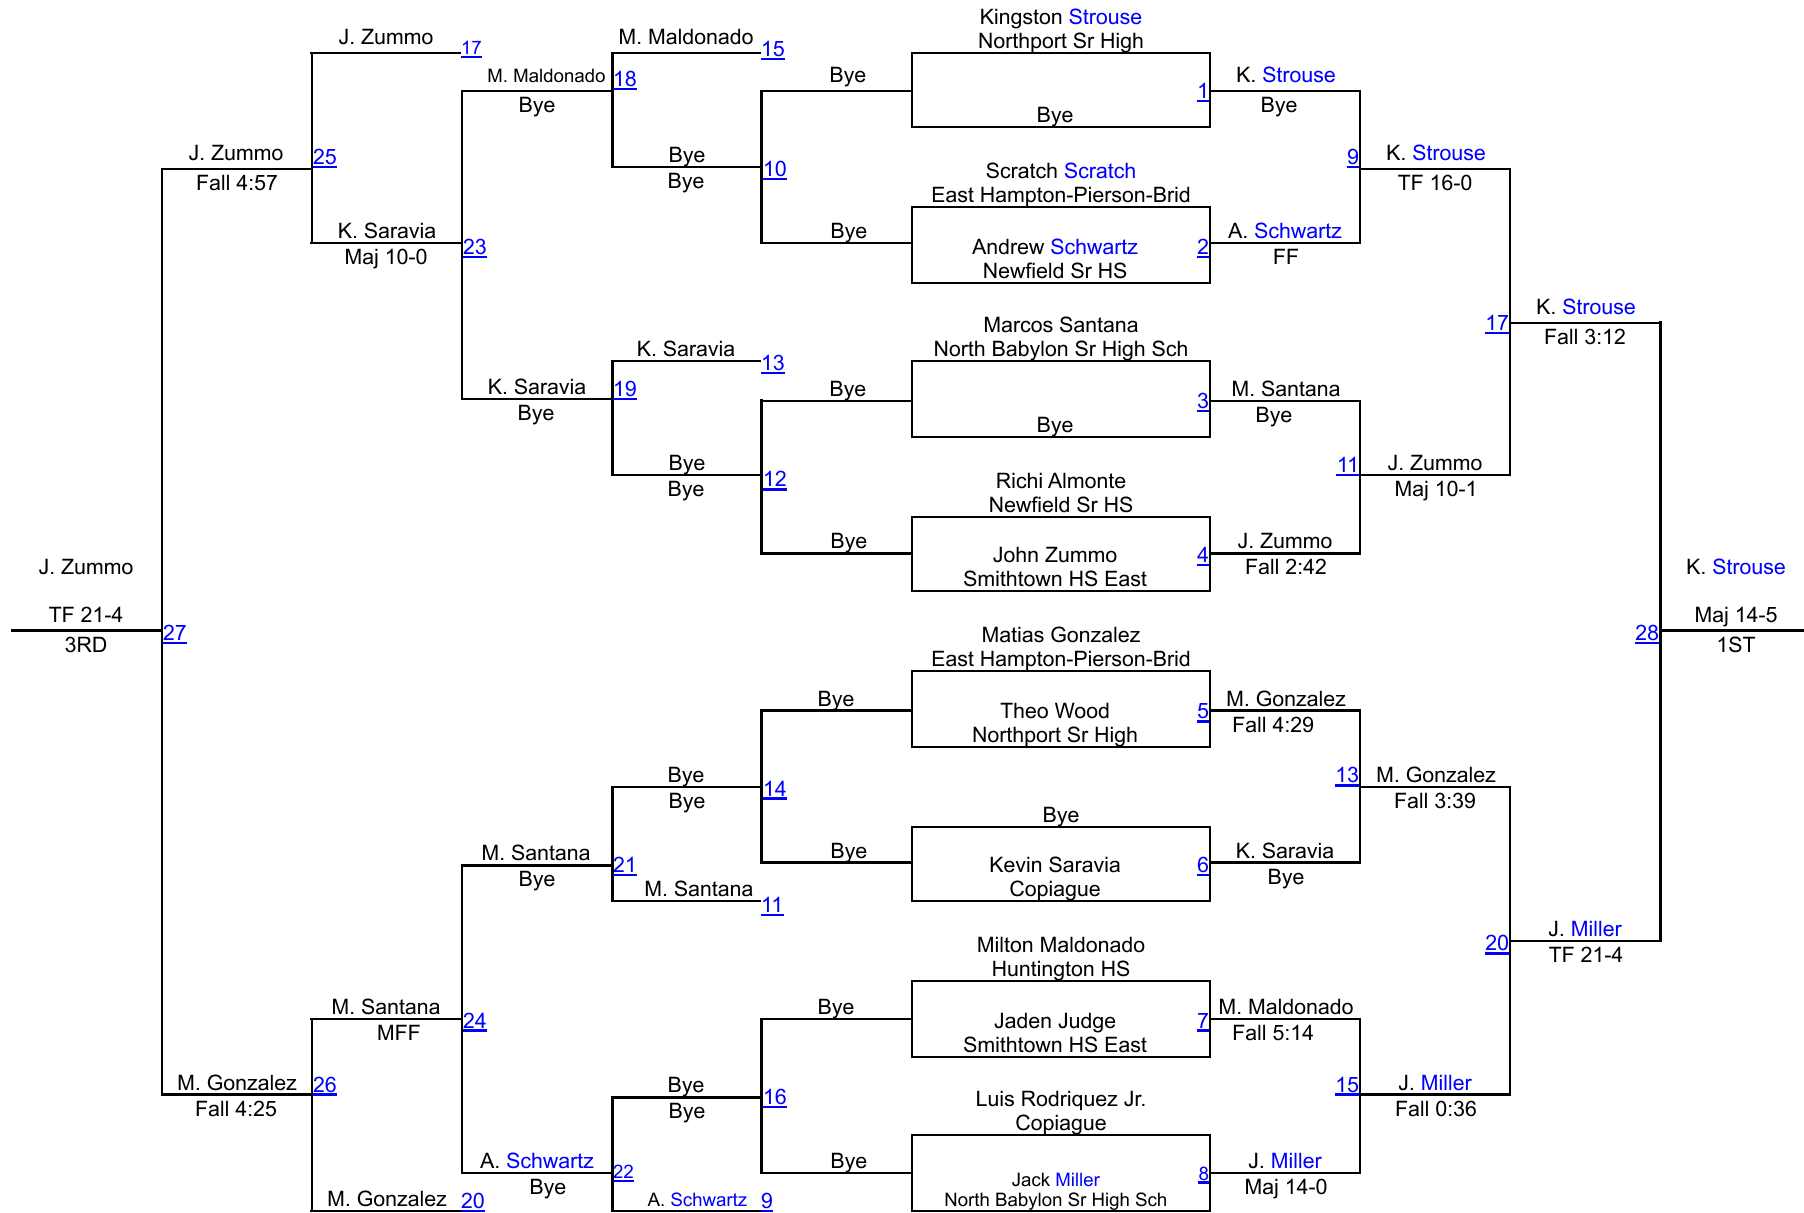 Kingston Strouse
Northport Sr High
J. Zummo
17
M. Maldonado
15
M. Maldonado
18
Bye
Bye
1
K. Strouse
Bye
Bye
Bye
J. Zummo
25
Fall 4:57
Bye
10
Bye
9
K. Strouse
TF 16-0
Scratch Scratch
East Hampton-Pierson-Brid
K. Saravia
23
Maj 10-0
Bye
Andrew Schwartz
2
Newfield Sr HS
A. Schwartz
FF
Marcos Santana
North Babylon Sr High Sch
17
K. Strouse
Fall 3:12
K. Saravia
13
K. Saravia
19
Bye
Bye
3
Bye
M. Santana
Bye
Bye
12
Bye
11
J. Zummo
Maj 10-1
Richi Almonte
Newfield Sr HS
Bye
John Zummo
4
Smithtown HS East
J. Zummo
Fall 2:42
J. Zummo
TF 21-4
27
3RD
K. Strouse
Maj 14-5
28
1ST
Matias Gonzalez
East Hampton-Pierson-Brid
Bye
Theo Wood
5
Northport Sr High
M. Gonzalez
Fall 4:29
Bye
14
Bye
13
M. Gonzalez
Fall 3:39
Bye
M. Santana
21
Bye
Bye
Kevin Saravia
6
Copiague
K. Saravia
Bye
M. Santana
11
Milton Maldonado
Huntington HS
20
J. Miller
TF 21-4
M. Santana
24
MFF
Bye
Jaden Judge
7
Smithtown HS East
M. Maldonado
Fall 5:14
M. Gonzalez
26
Fall 4:25
Bye
16
Bye
15
J. Miller
Fall 0:36
Luis Rodriquez Jr.
Copiague
A. Schwartz
22
Bye
Bye
Jack Miller
8
North Babylon Sr High Sch
J. Miller
Maj 14-0
M. Gonzalez
20
A. Schwartz
9